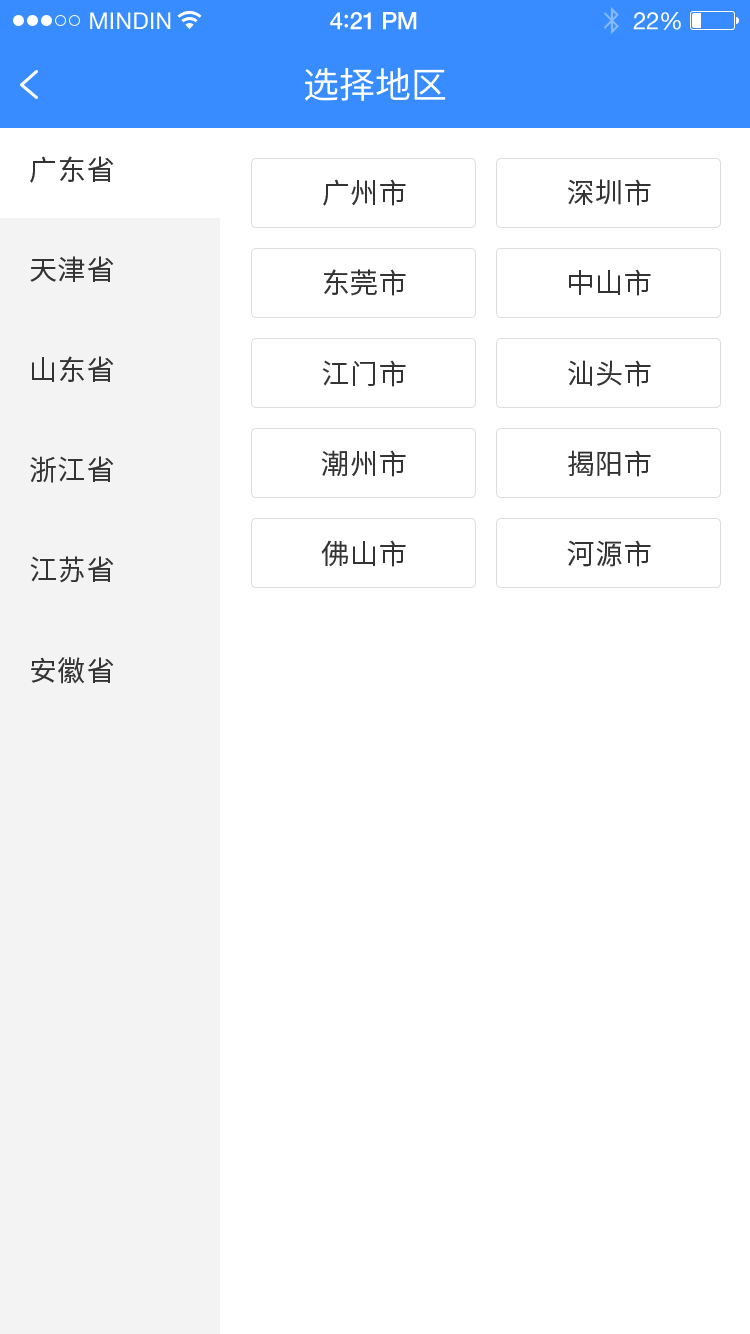 MINDIN 4:21 PM 22%
选择地区
广东省
天津省
山东省
浙江省
江苏省
安徽省
广州市 深圳市
东莞市 中山市
江门市 汕头市
潮州市 揭阳市
佛山市 河源市